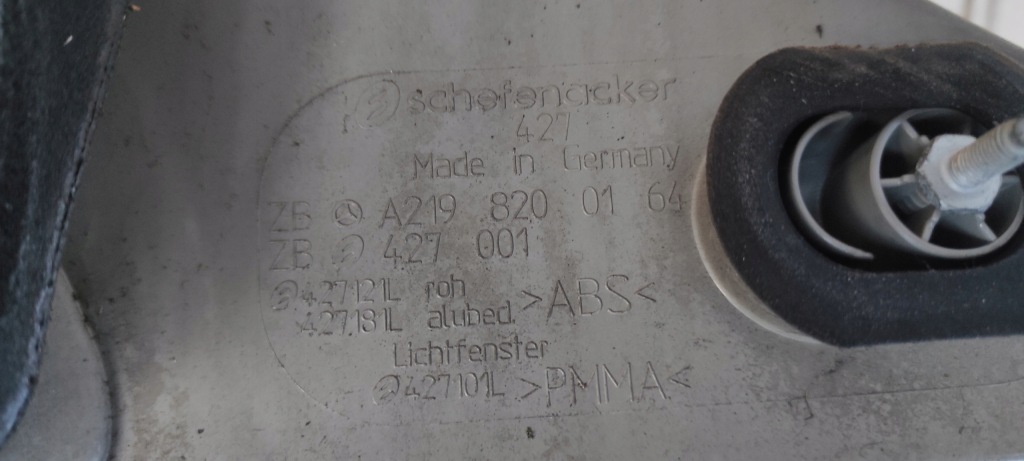 schefenacker
427
Made in Germany
ZB A219 820 01 64
ZB 427 001
427121L roh >ABS<
427181L alubed.
Lichtfenster
427101L >PMMA<